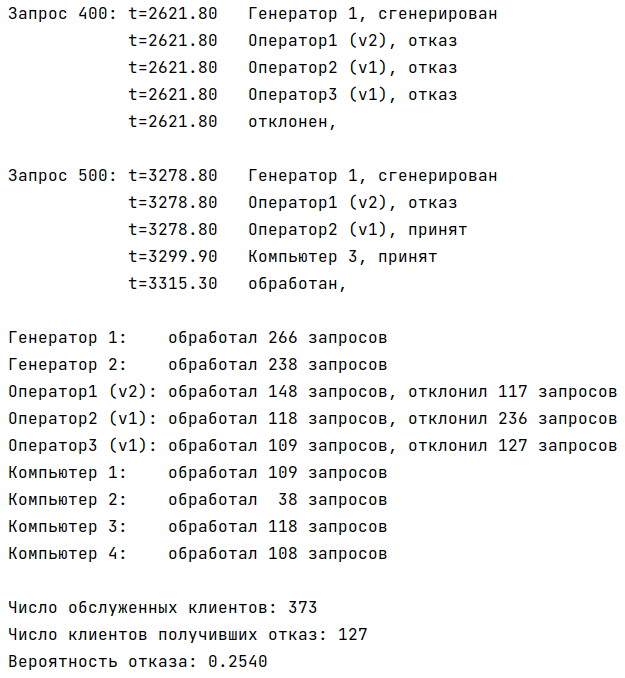 Запрос 400: t=2621.80   Генератор 1, сгенерирован
            t=2621.80   Оператор1 (v2), отказ
            t=2621.80   Оператор2 (v1), отказ
            t=2621.80   Оператор3 (v1), отказ
            t=2621.80   отклонен,

Запрос 500: t=3278.80   Генератор 1, сгенерирован
            t=3278.80   Оператор1 (v2), отказ
            t=3278.80   Оператор2 (v1), принят
            t=3299.90   Компьютер 3, принят
            t=3315.30   обработан,

Генератор 1:    обработал 266 запросов
Генератор 2:    обработал 238 запросов
Оператор1 (v2): обработал 148 запросов, отклонил 117 запросов
Оператор2 (v1): обработал 118 запросов, отклонил 236 запросов
Оператор3 (v1): обработал 109 запросов, отклонил 127 запросов
Компьютер 1:    обработал 109 запросов
Компьютер 2:    обработал  38 запросов
Компьютер 3:    обработал 118 запросов
Компьютер 4:    обработал 108 запросов

Число обслуженных клиентов: 373
Число клиентов получивших отказ: 127
Вероятность отказа: 0.2540